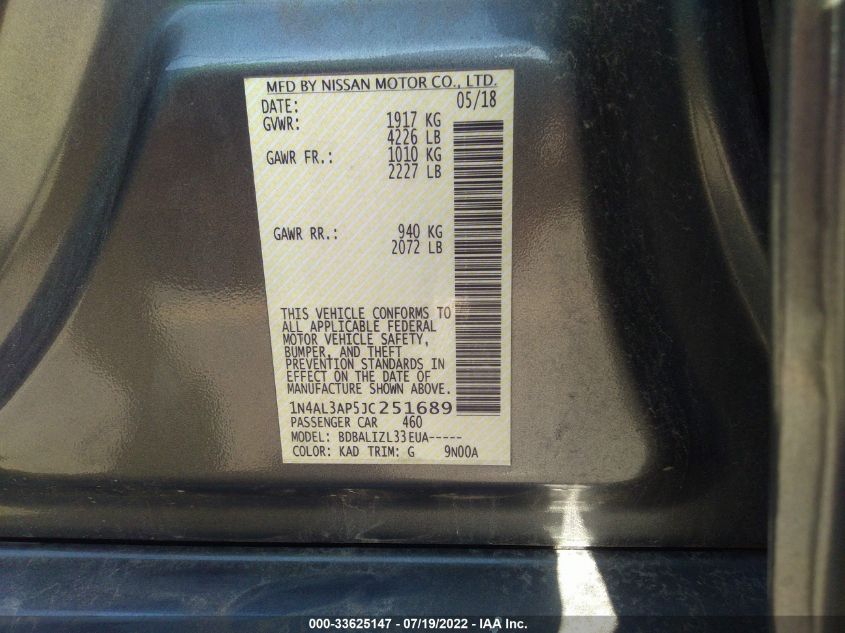 MFD BY NISSAN MOTOR CO., LTD.
DATE: 05/18
GVWR: 1917 KG
4226 LB
GAWR FR.: 1010 KG
2227 LB
GAWR RR.: 940 KG
2072 LB
THIS VEHICLE CONFORMS TO
ALL APPLICABLE FEDERAL
MOTOR VEHICLE SAFETY,
BUMPER, AND THEFT
PREVENTION STANDARDS IN
EFFECT ON THE DATE OF
MANUFACTURE SHOWN ABOVE.
1N4AL3AP5JC251689
PASSENGER CAR 460
MODEL: BDBALIZL33EUA-----
COLOR: KAD TRIM: G 9N00A
000-33625147 - 07/19/2022 - IAA Inc.